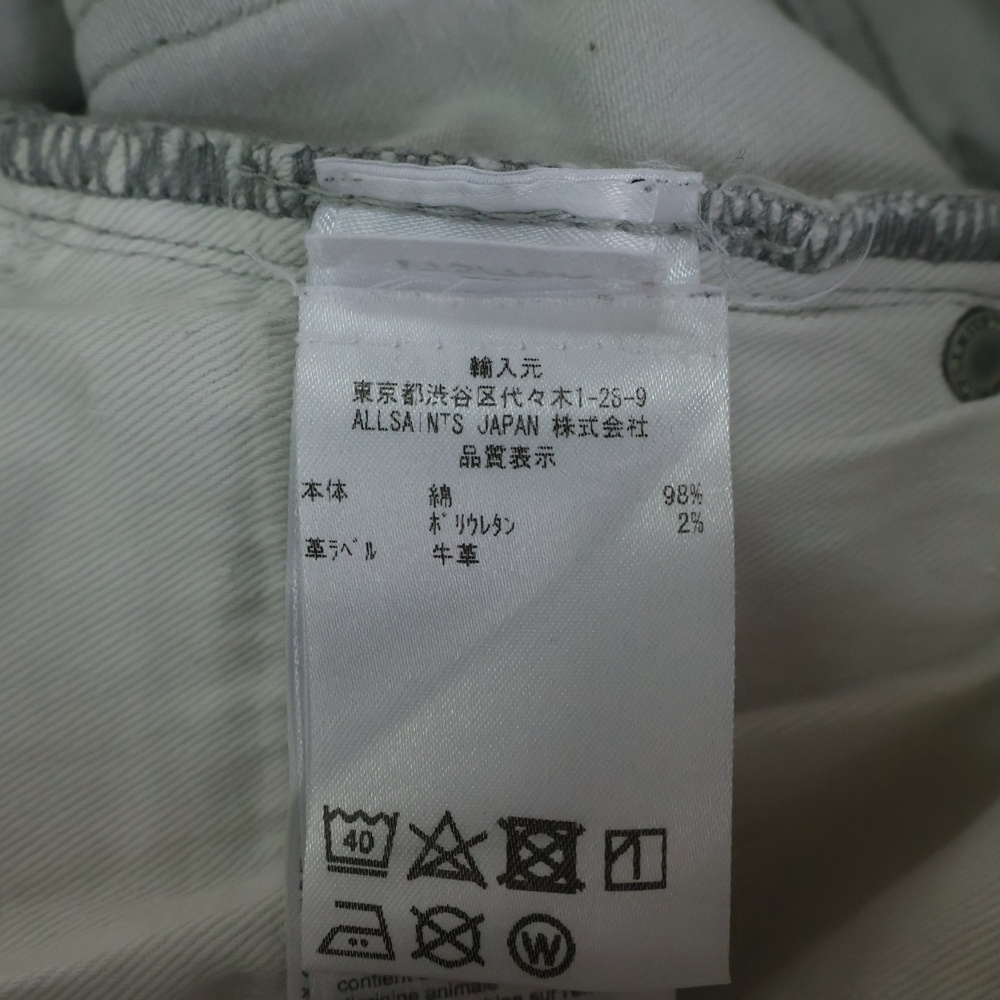 輸入元
東京都渋谷区代々木1-28-9
ALLSAINTS JAPAN 株式会社
品質表示
本体 綿 98%
ポリウレタン 2%
革ラベル 牛革
40
W
contient
animale